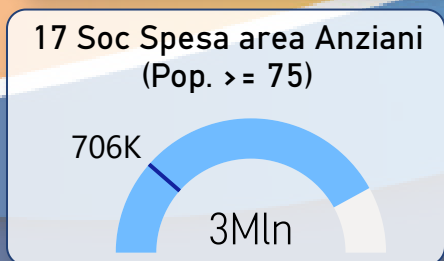 17 Soc Spesa area Anziani
(Pop. >= 75)
706K
3Mln